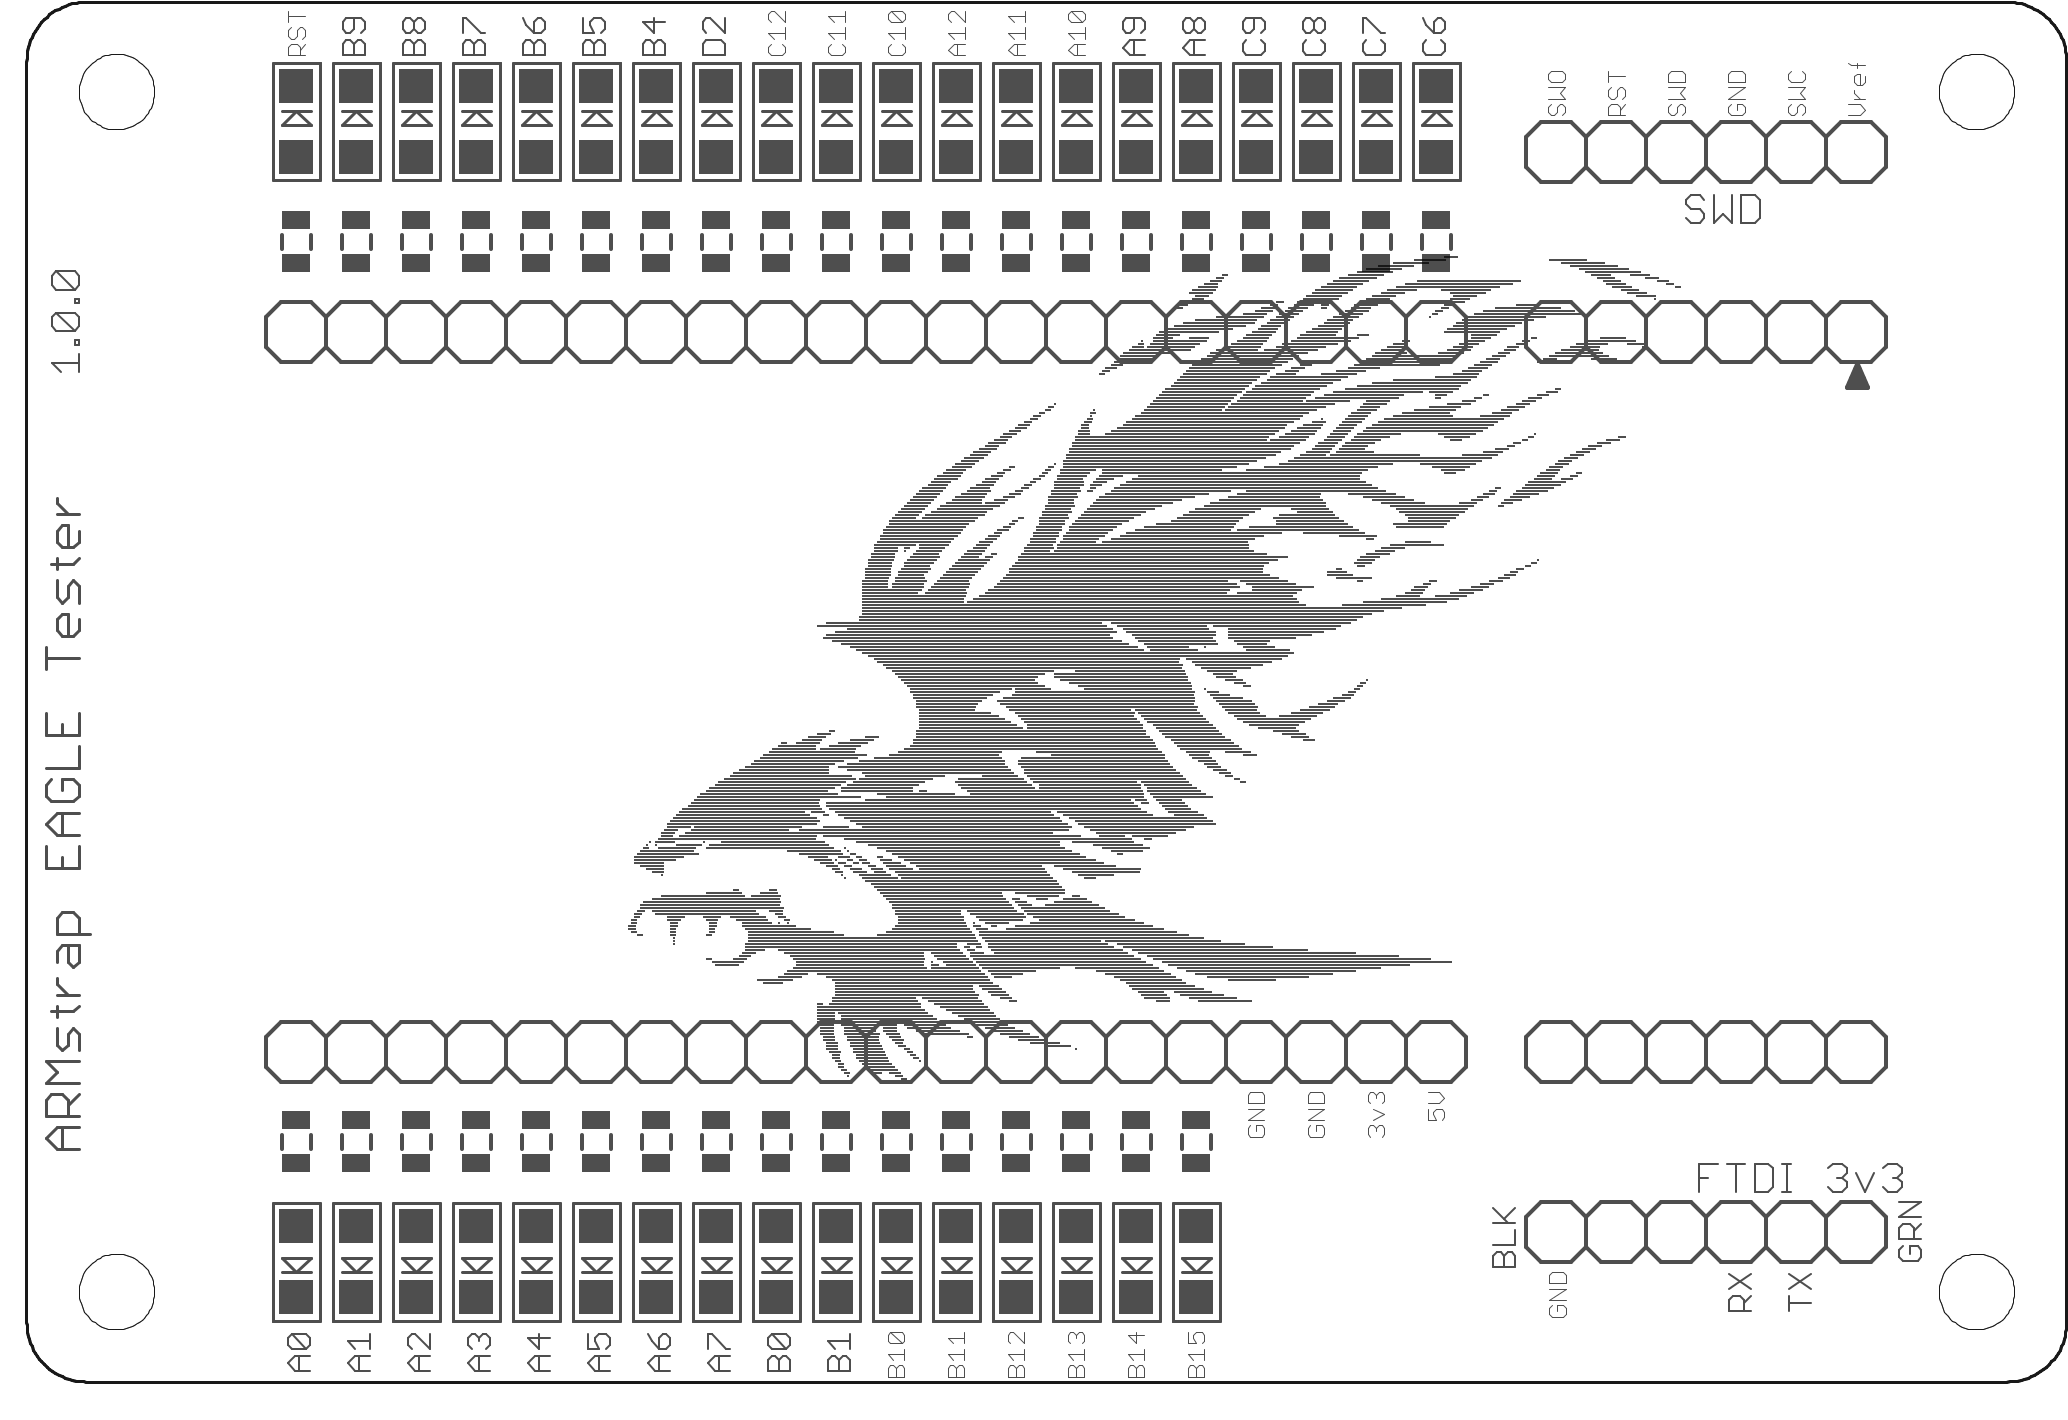 RST B9 B8 B7 B6 B5 B4 D2 C12 C11 C10 A12 A11 A10 A9 A8 C9 C8 C7 C6
SWO RST SWD GND SWC Vref
SWD
ARMstrap EAGLE Tester 1.0.0
GND GND 3v3 5V
FTDI 3v3
BLK
GRN
GND RX TX
A0 A1 A2 A3 A4 A5 A6 A7 B0 B1 B10 B11 B12 B13 B14 B15